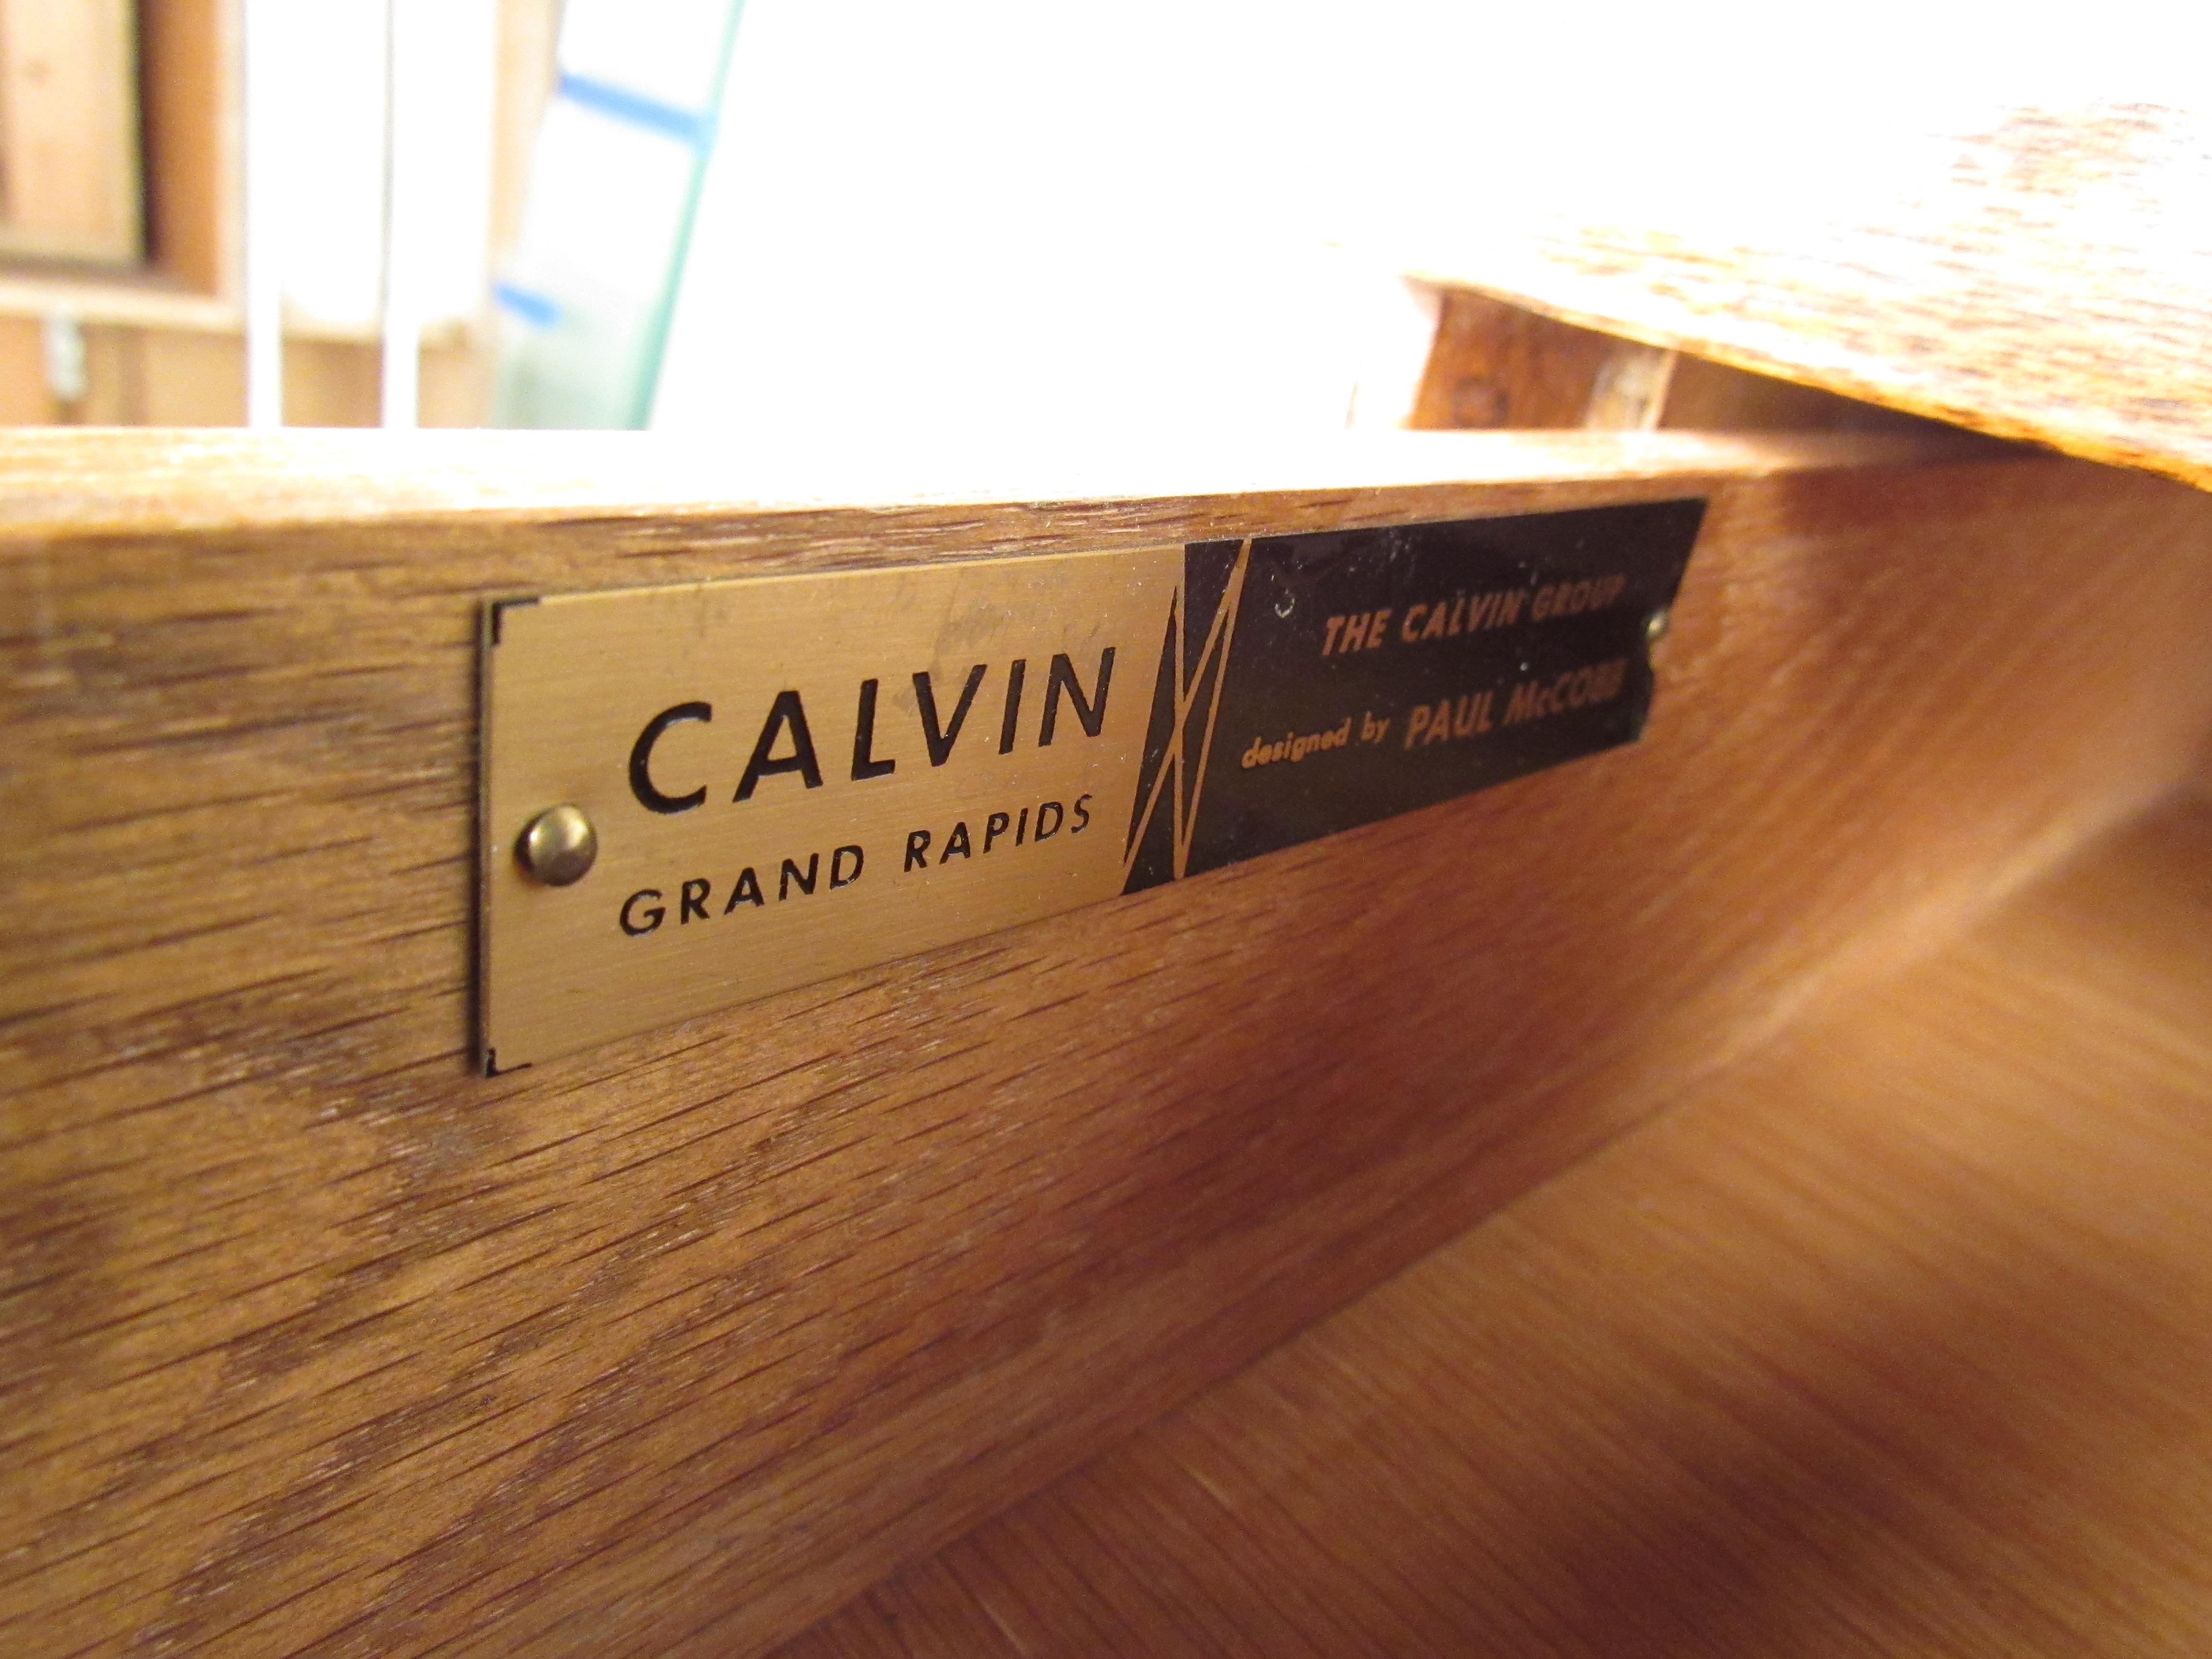 CALVIN
GRAND RAPIDS
THE CALVIN GROUP
designed by PAUL McCOBB